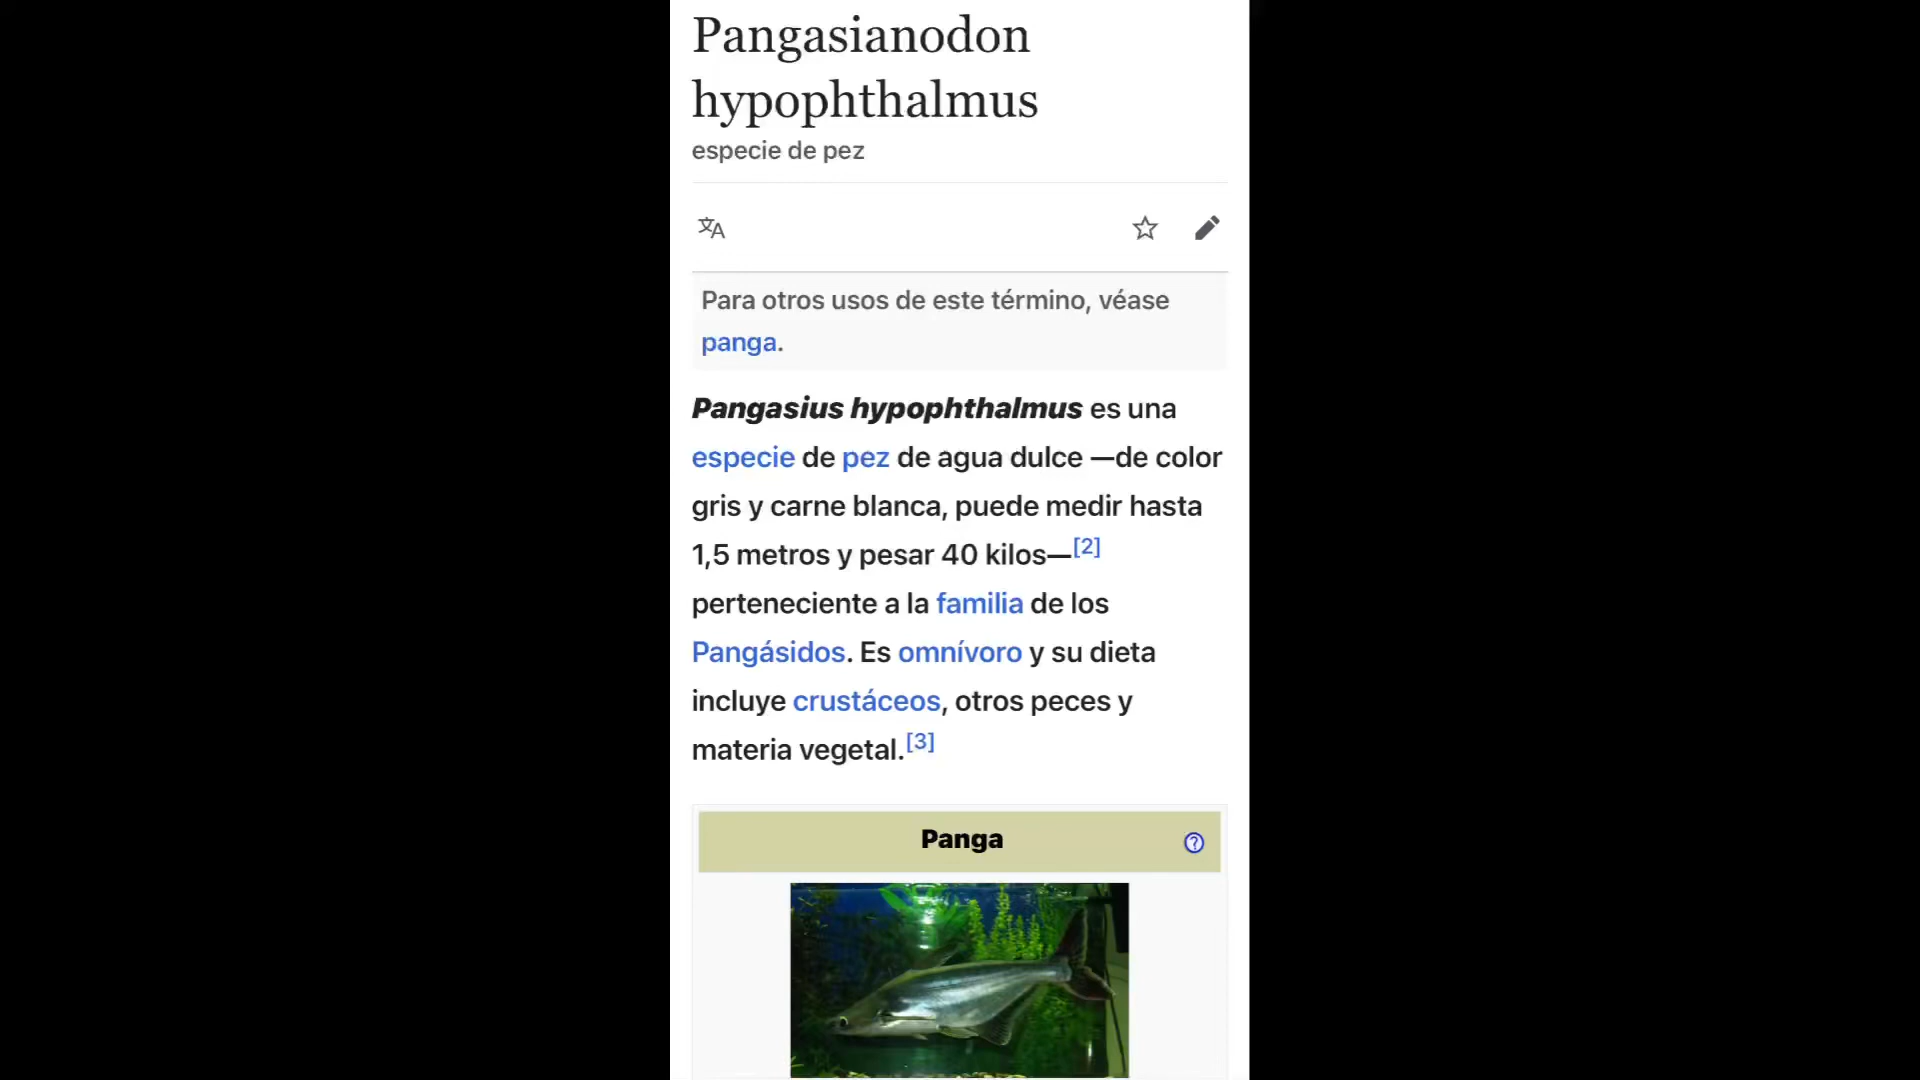 Pangasianodon
hypophthalmus
especie de pez
Para otros usos de este término, véase
panga.
Pangasius hypophthalmus es una
especie de pez de agua dulce —de color
gris y carne blanca, puede medir hasta
1,5 metros y pesar 40 kilos—[2]
perteneciente a la familia de los
Pangásidos. Es omnívoro y su dieta
incluye crustáceos, otros peces y
materia vegetal.[3]
Panga